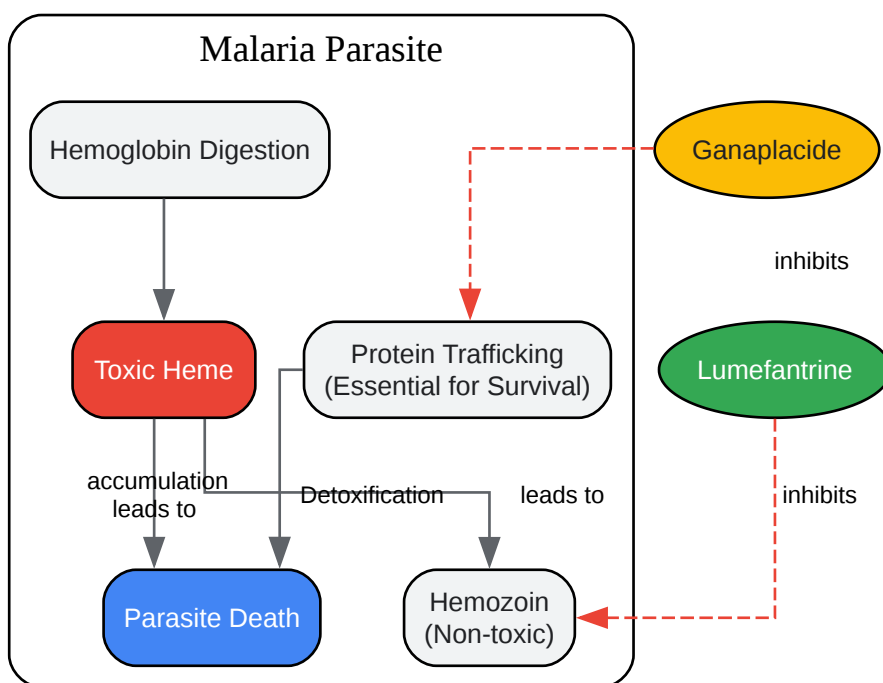 Malaria Parasite
Hemoglobin Digestion
Ganaplacide
inhibits
Toxic Heme
Protein Trafficking
(Essential for Survival)
Lumefantrine
accumulation
leads to
Detoxification
leads to
inhibits
Parasite Death
Hemozoin
(Non-toxic)